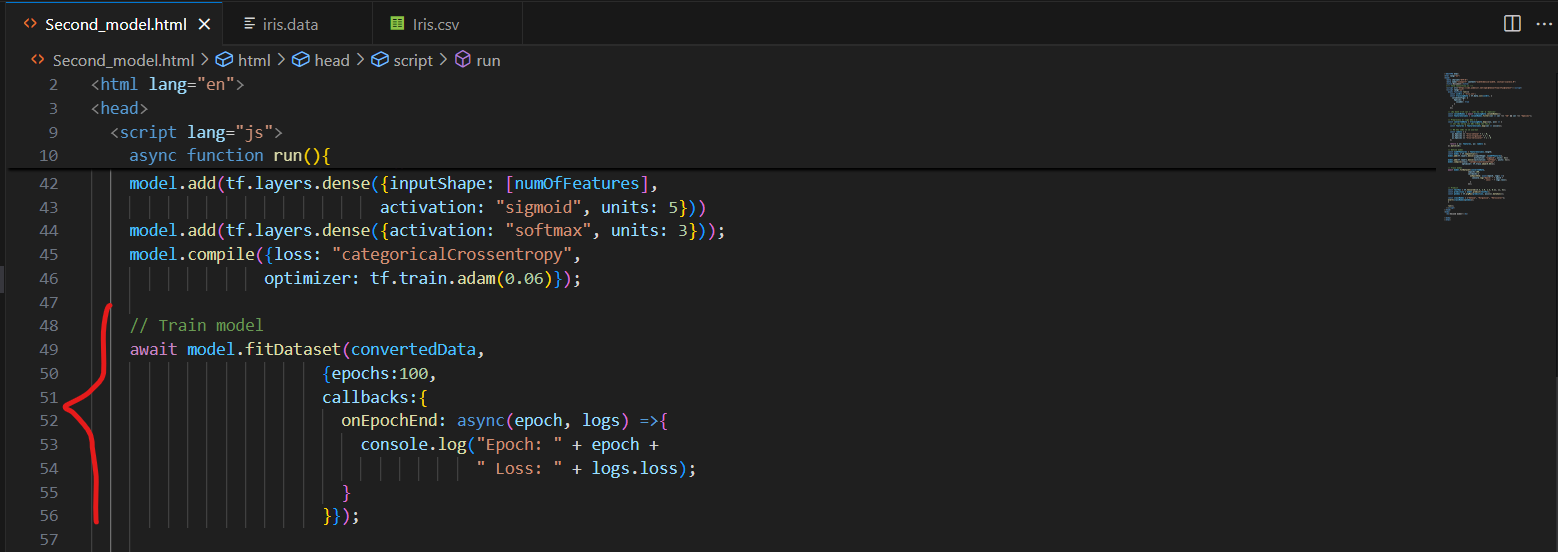 Second_model.html
iris.data
Iris.csv
Second_model.html > html > head > script > run
2 <html lang="en">
3 <head>
9 <script lang="js">
10 async function run(){
42 model.add(tf.layers.dense({inputShape: [numOfFeatures],
43 activation: "sigmoid", units: 5}))
44 model.add(tf.layers.dense({activation: "softmax", units: 3}));
45 model.compile({loss: "categoricalCrossentropy",
46 optimizer: tf.train.adam(0.06)});
47
48 // Train model
49 await model.fitDataset(convertedData,
50 {epochs:100,
51 callbacks:{
52 onEpochEnd: async(epoch, logs) =>{
53 console.log("Epoch: " + epoch +
54 " Loss: " + logs.loss);
55 }
56 }});
57